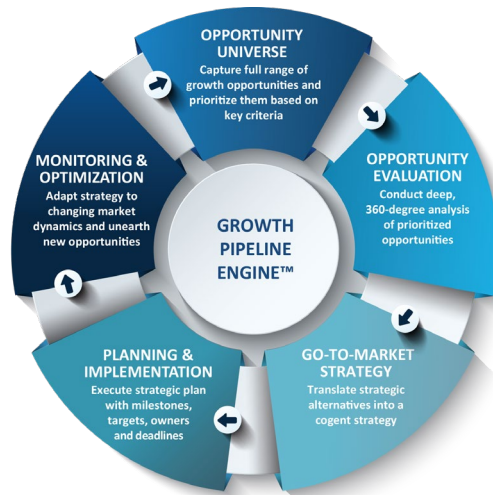 OPPORTUNITY
UNIVERSE
Capture full range of
growth opportunities and
prioritize them based on
key criteria
OPPORTUNITY
EVALUATION
Conduct deep,
360-degree analysis
of prioritized
opportunities
GO-TO-MARKET
STRATEGY
Translate strategic
alternatives into a
cogent strategy
PLANNING &
IMPLEMENTATION
Execute strategic plan
with milestones,
targets, owners
and deadlines
MONITORING &
OPTIMIZATION
Adapt strategy to
changing market
dynamics and unearth
new opportunities
GROWTH
PIPELINE
ENGINE™